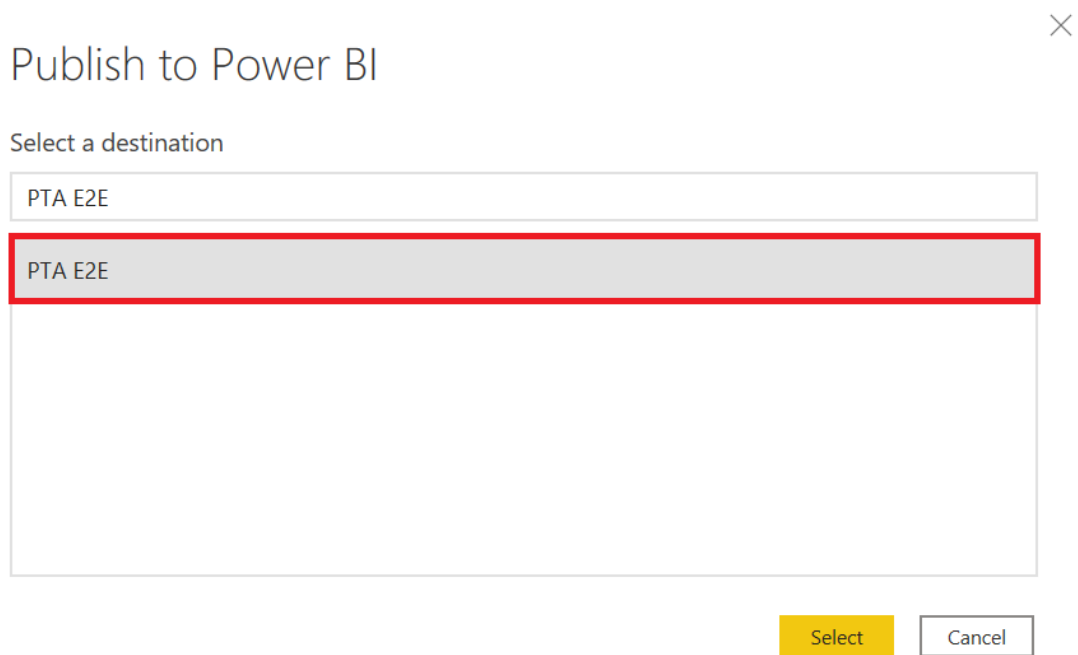 Publish to Power BI
Select a destination
PTA E2E
PTA E2E
Select Cancel